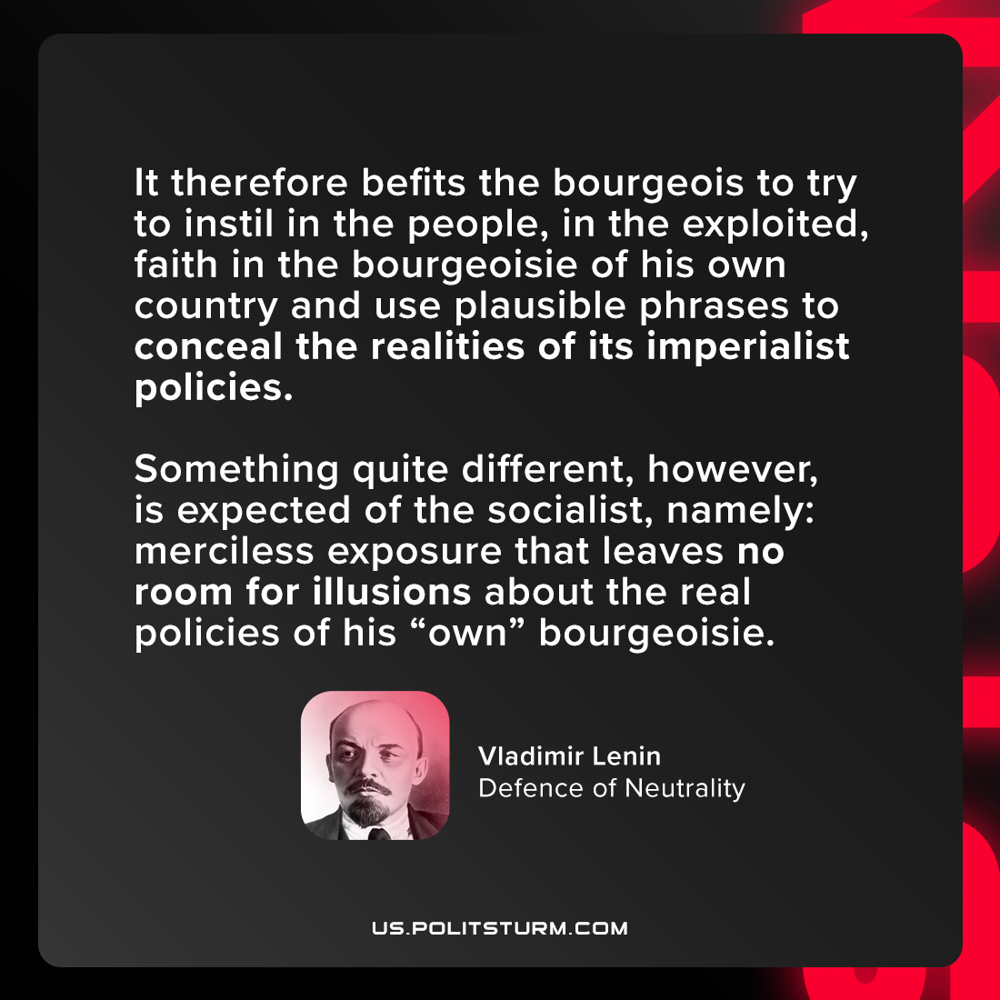 It therefore befits the bourgeois to try
to instil in the people, in the exploited,
faith in the bourgeoisie of his own
country and use plausible phrases to
conceal the realities of its imperialist
policies.
Something quite different, however,
is expected of the socialist, namely:
merciless exposure that leaves no
room for illusions about the real
policies of his “own” bourgeoisie.
Vladimir Lenin
Defence of Neutrality
US.POLITSTURM.COM